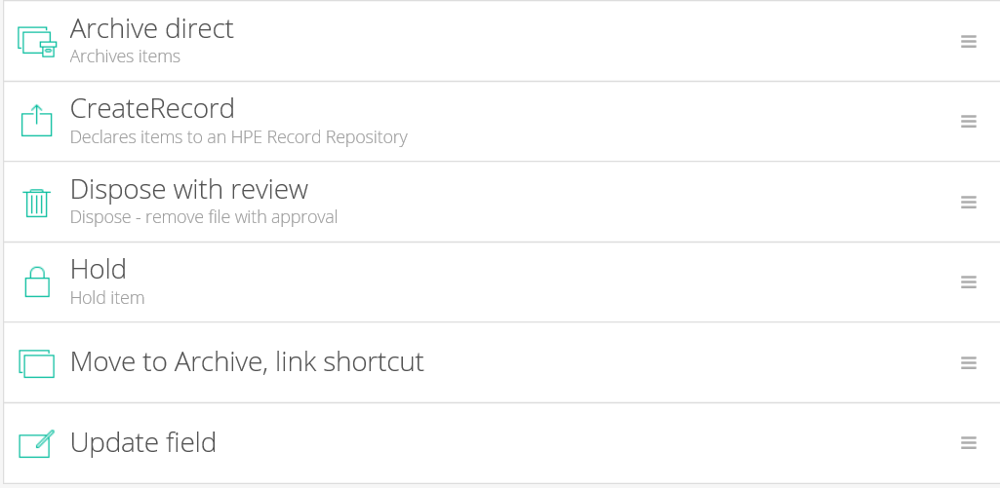 Archive direct
Archives items
CreateRecord
Declares items to an HPE Record Repository
Dispose with review
Dispose - remove file with approval
Hold
Hold item
Move to Archive, link shortcut
Update field